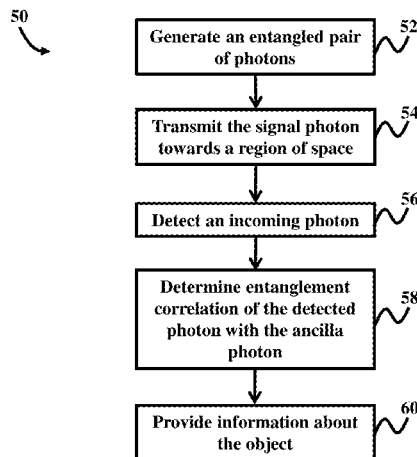 50
Generate an entangled pair
of photons
52
Transmit the signal photon
towards a region of space
54
Detect an incoming photon
56
Determine entanglement
correlation of the detected
photon with the ancilla
photon
58
Provide information about
the object
60